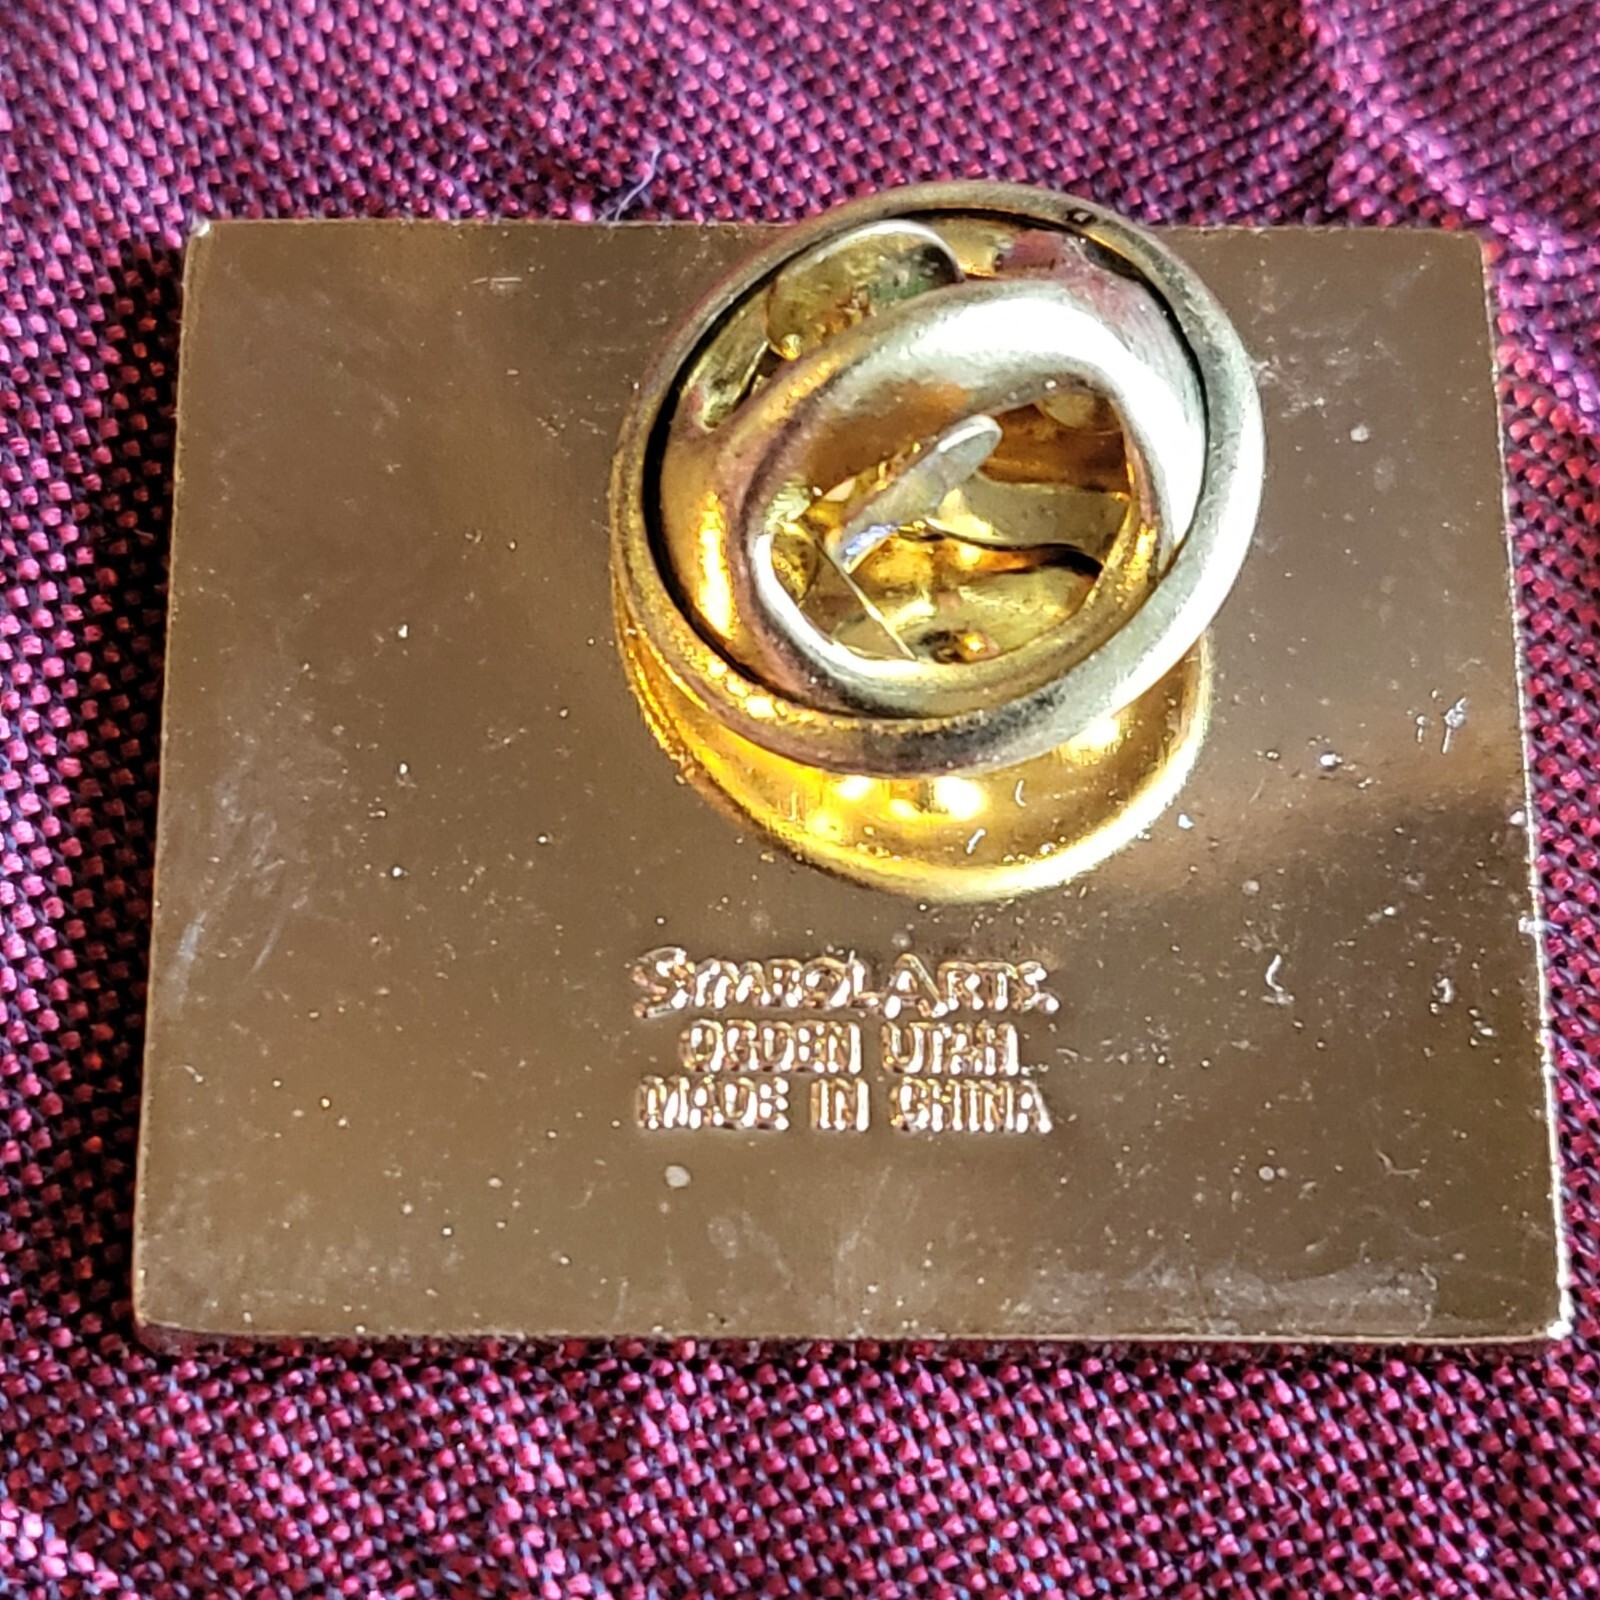 SYMBOLARTS.
OGDEN UTAH
MADE IN CHINA